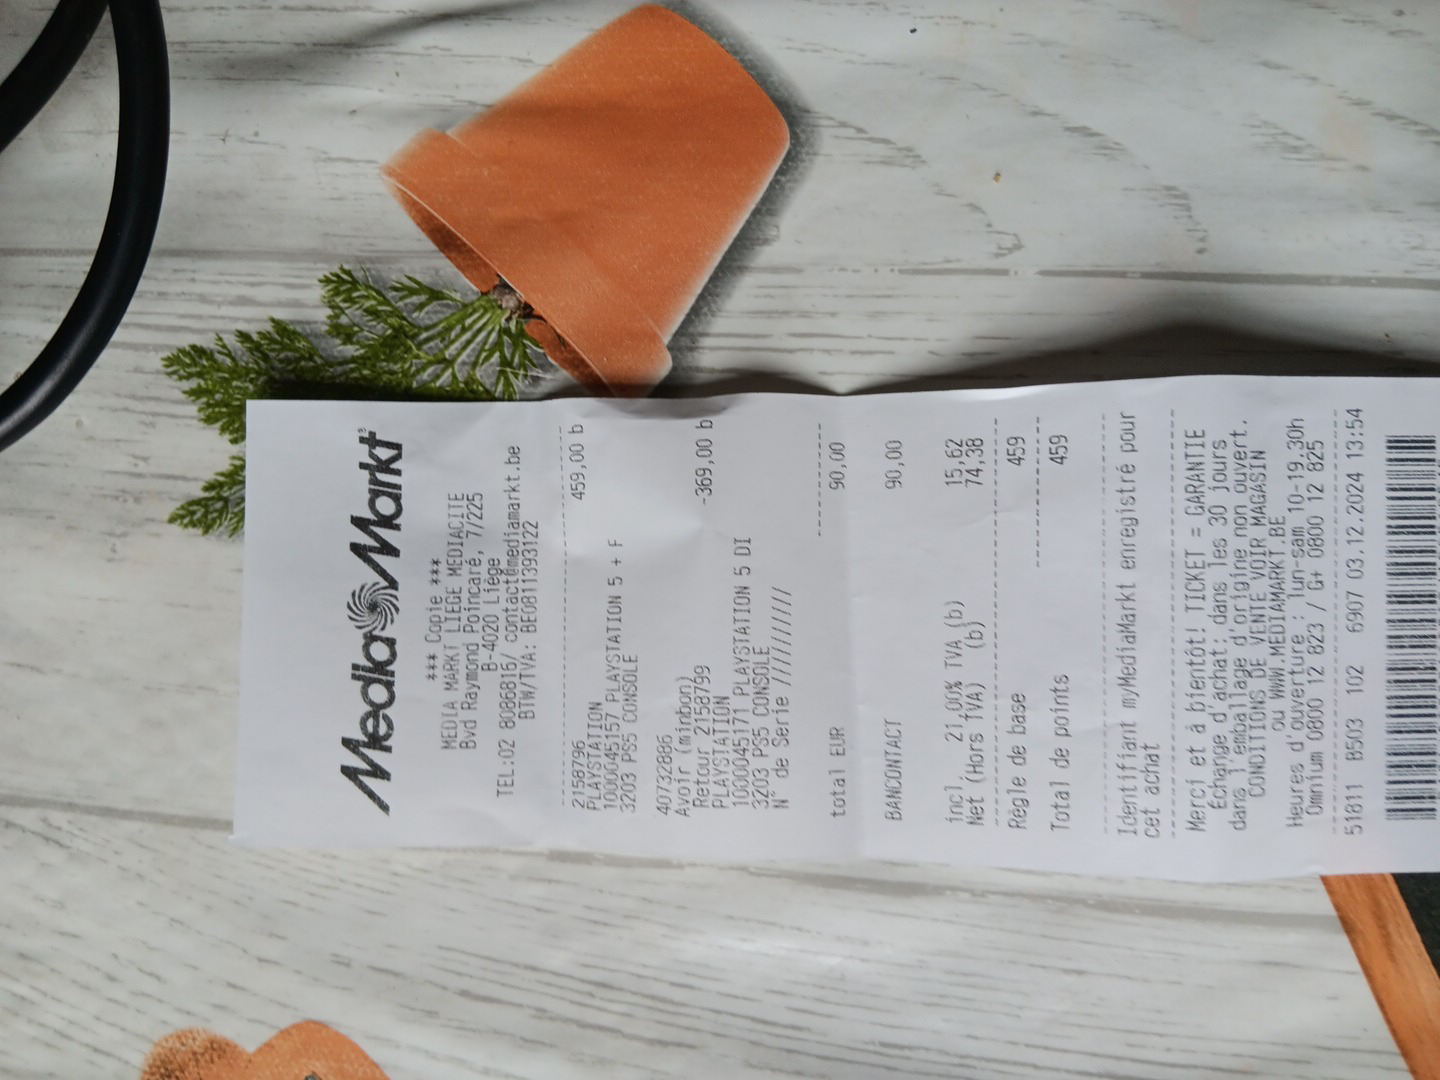 Media Markt
*** Copie ***
MEDIA MARKT LIEGE MEDIACITE
Bvd Raymond Poincaré, 7/225
B-4020 Liège
TEL:02 8086816/ contact@mediamarkt.be
BTW/TVA: BE0811393122
2158796 459,00 b
PLAYSTATION
1000045157 PLAYSTATION 5 + F
3203 PS5 CONSOLE
40732886
Avoir (minbon)
Retour 2158799 -369,00 b
PLAYSTATION
1000045171 PLAYSTATION 5 DI
3203 PS5 CONSOLE
N° de Serie ///////////
total EUR 90,00
BANCONTACT 90,00
incl. 21,00% TVA (b) 15,62
Net (Hors TVA) (b) 74,38
Règle de base 459
Total de points 459
Identifiant myMediaMarkt enregistré pour
cet achat
Merci et à bientôt! TICKET = GARANTIE
Échange d'achat: dans les 30 jours
dans l'emballage d'origine non ouvert.
CONDITIONS DE VENTE VOIR MAGASIN
ou WWW.MEDIAMARKT.BE
Heures d'ouverture : lun-sam 10-19.30h
Omnium 0800 12 823 / G+ 0800 12 825
51811 B503 102 6907 03.12.2024 13:54